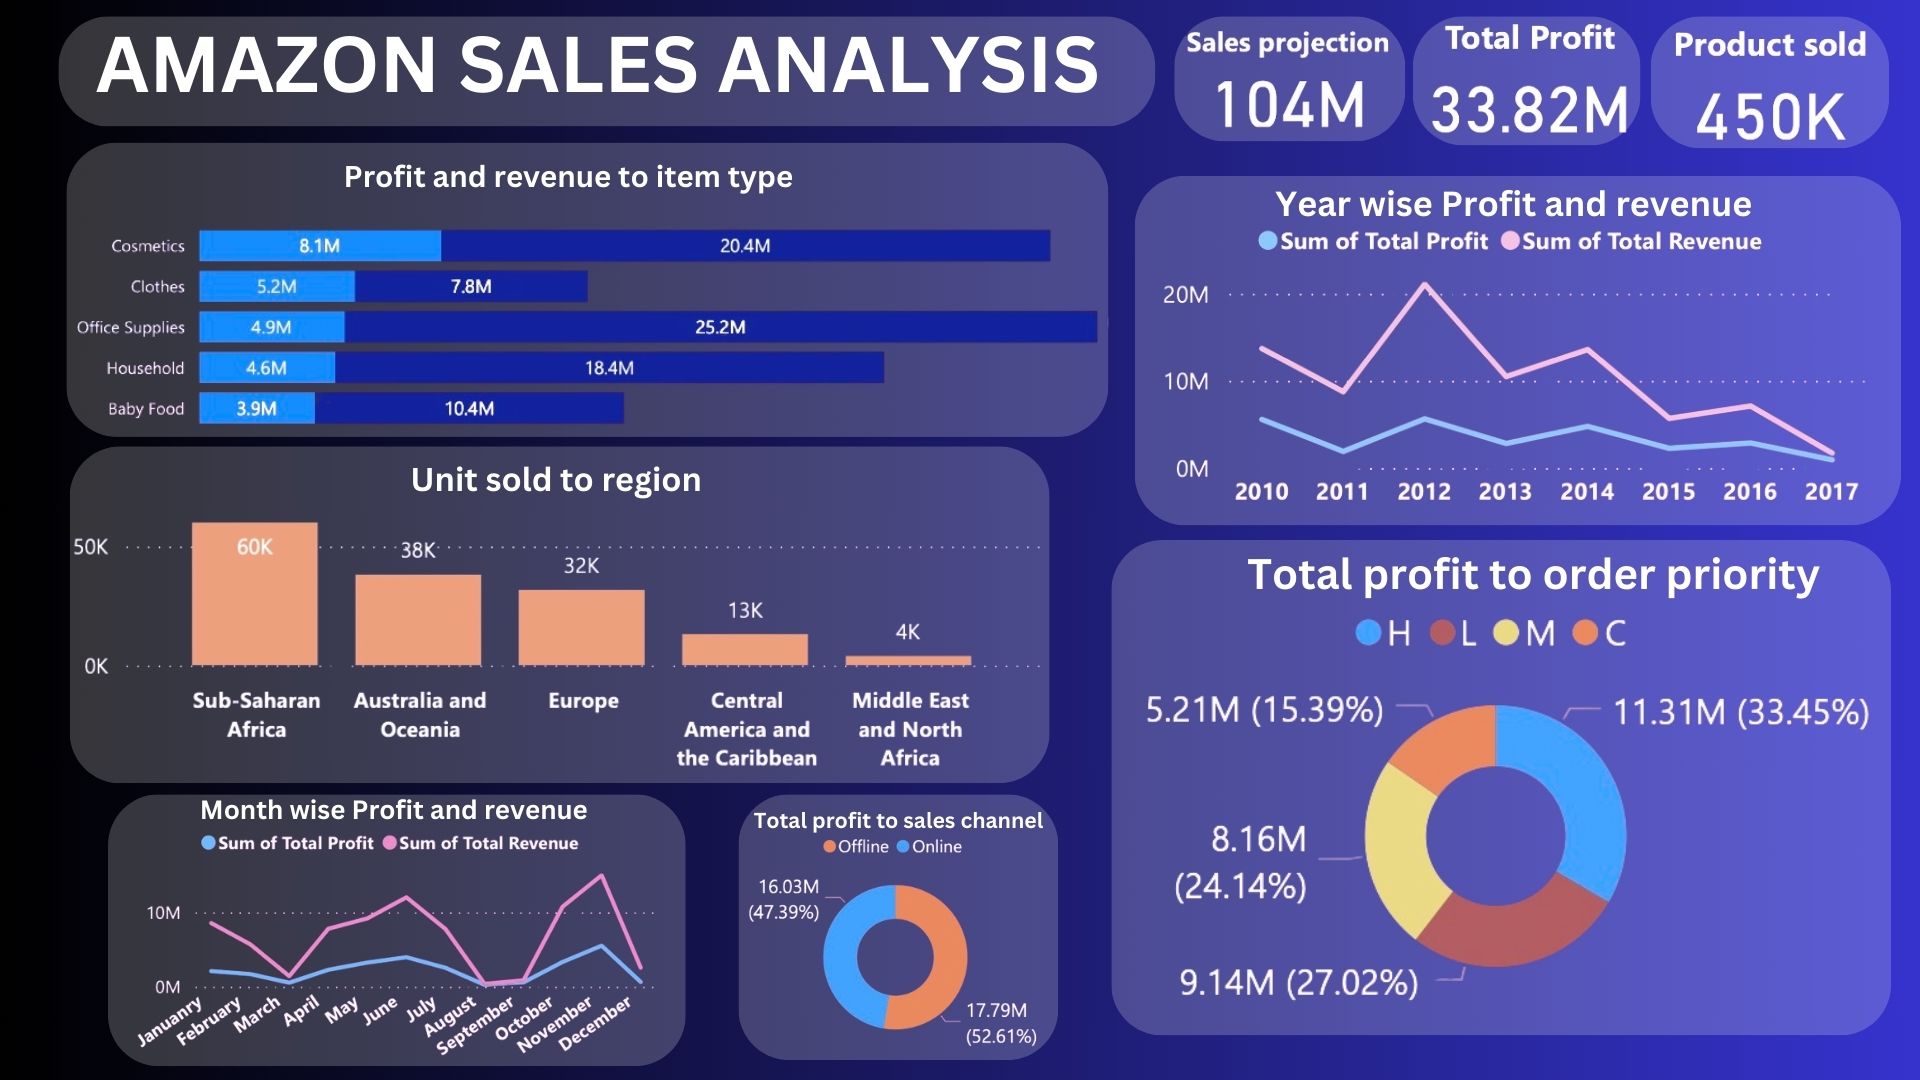 AMAZON SALES ANALYSIS
Sales projection
104M
Total Profit
33.82M
Product sold
450K
Profit and revenue to item type
Cosmetics 8.1M 20.4M
Clothes 5.2M 7.8M
Office Supplies 4.9M 25.2M
Household 4.6M 18.4M
Baby Food 3.9M 10.4M
Year wise Profit and revenue
Sum of Total Profit Sum of Total Revenue
20M
10M
0M
2010 2011 2012 2013 2014 2015 2016 2017
Unit sold to region
50K
0K
60K
38K
32K
13K
4K
Sub-Saharan
Africa
Australia and
Oceania
Europe
Central
America and
the Caribbean
Middle East
and North
Africa
Total profit to order priority
H L M C
5.21M (15.39%)
11.31M (33.45%)
8.16M
(24.14%)
9.14M (27.02%)
Month wise Profit and revenue
Sum of Total Profit Sum of Total Revenue
10M
0M
Januanry
February
March
April
May
June
July
August
September
October
November
December
Total profit to sales channel
Offline Online
16.03M
(47.39%)
17.79M
(52.61%)